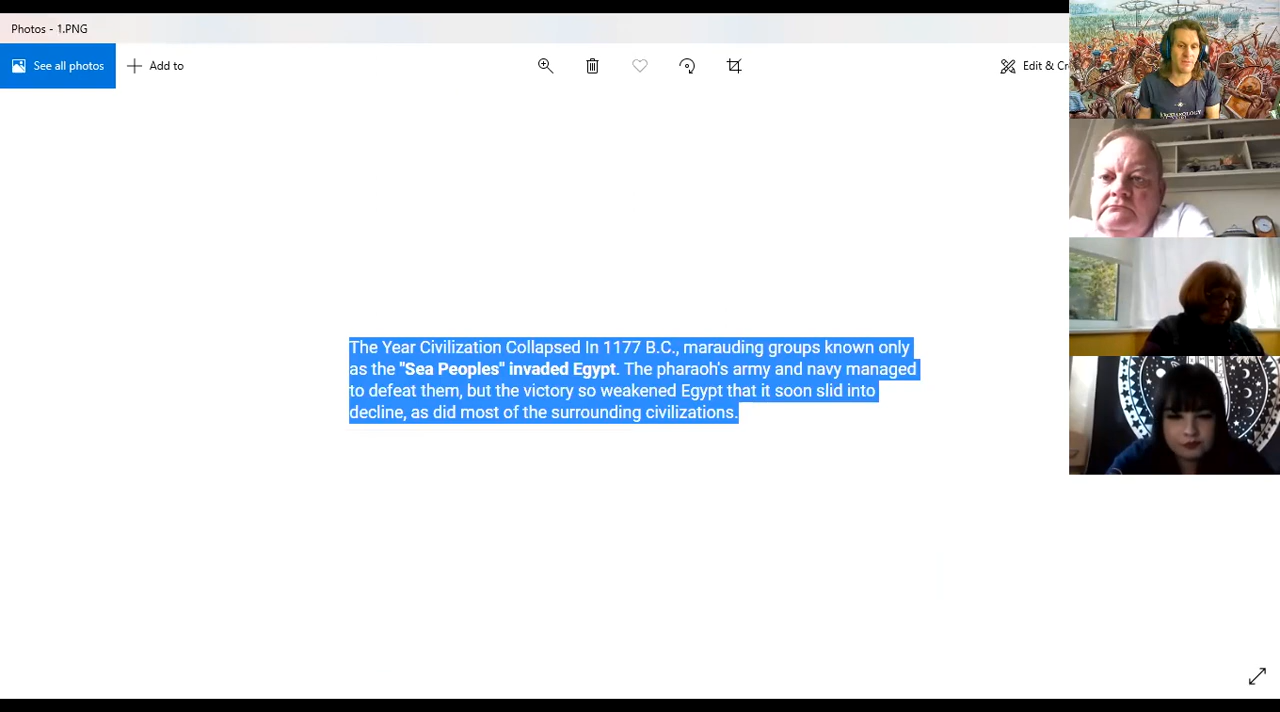 Photos - 1.PNG
See all photos
Add to
Edit & Cr
The Year Civilization Collapsed In 1177 B.C., marauding groups known only
as the "Sea Peoples" invaded Egypt. The pharaoh's army and navy managed
to defeat them, but the victory so weakened Egypt that it soon slid into
decline, as did most of the surrounding civilizations.